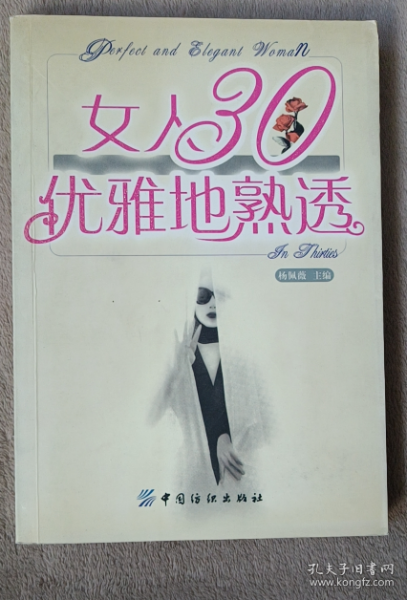 Perfect and Elegant Woman
女人30
优雅地熟透
In Thirties
杨佩薇 主编
中国纺织出版社
孔夫子旧书网
www.kongfz.com